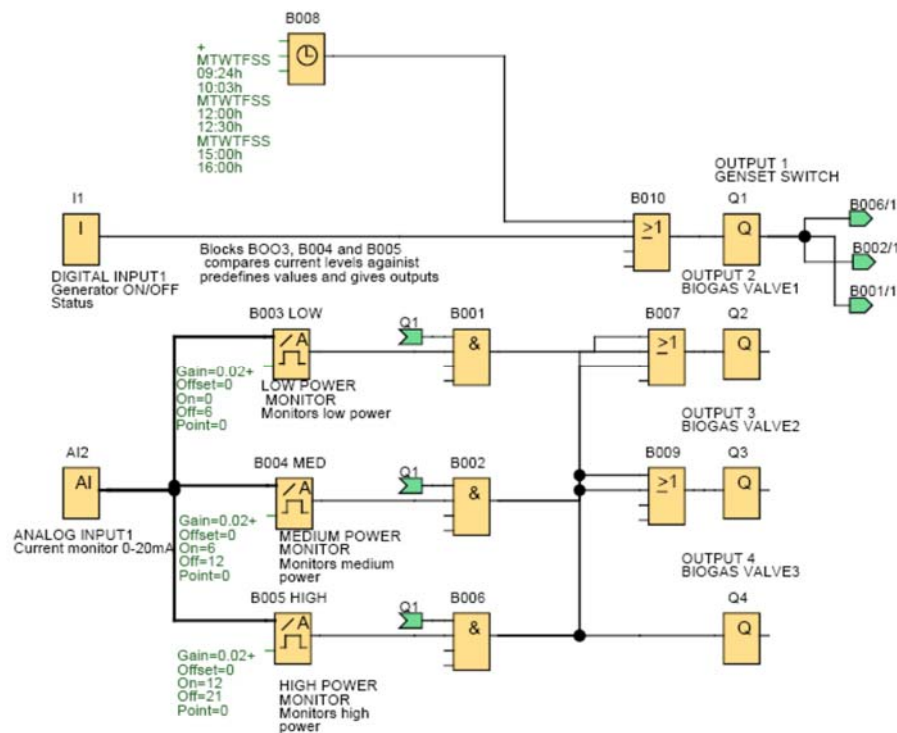 B008
+
MTWTFSS
09:24h
10:03h
MTWTFSS
12:00h
12:30h
MTWTFSS
15:00h
16:00h
OUTPUT 1
GENSET SWITCH
I1
B010
Q1
B006/1
I
≥1
Q
B002/1
Blocks BOO3, B004 and B005
compares current levels againist
predefines values and gives outputs
DIGITAL INPUT1
Generator ON/OFF
Status
OUTPUT 2
BIOGAS VALVE1
B001/1
B003 LOW
Q1
B001
B007
Q2
/A
&
≥1
Q
Gain=0.02+
Offset=0
On=0
Off=6
Point=0
LOW POWER
MONITOR
Monitors low power
OUTPUT 3
BIOGAS VALVE2
AI2
B004 MED
Q1
B002
B009
Q3
AI
/A
&
≥1
Q
ANALOG INPUT1
Current monitor 0-20mA
Gain=0.02+
Offset=0
On=6
Off=12
Point=0
MEDIUM POWER
MONITOR
Monitors medium
power
OUTPUT 4
BIOGAS VALVE3
B005 HIGH
Q1
B006
Q4
/A
&
Q
Gain=0.02+
Offset=0
On=12
Off=21
Point=0
HIGH POWER
MONITOR
Monitors high
power